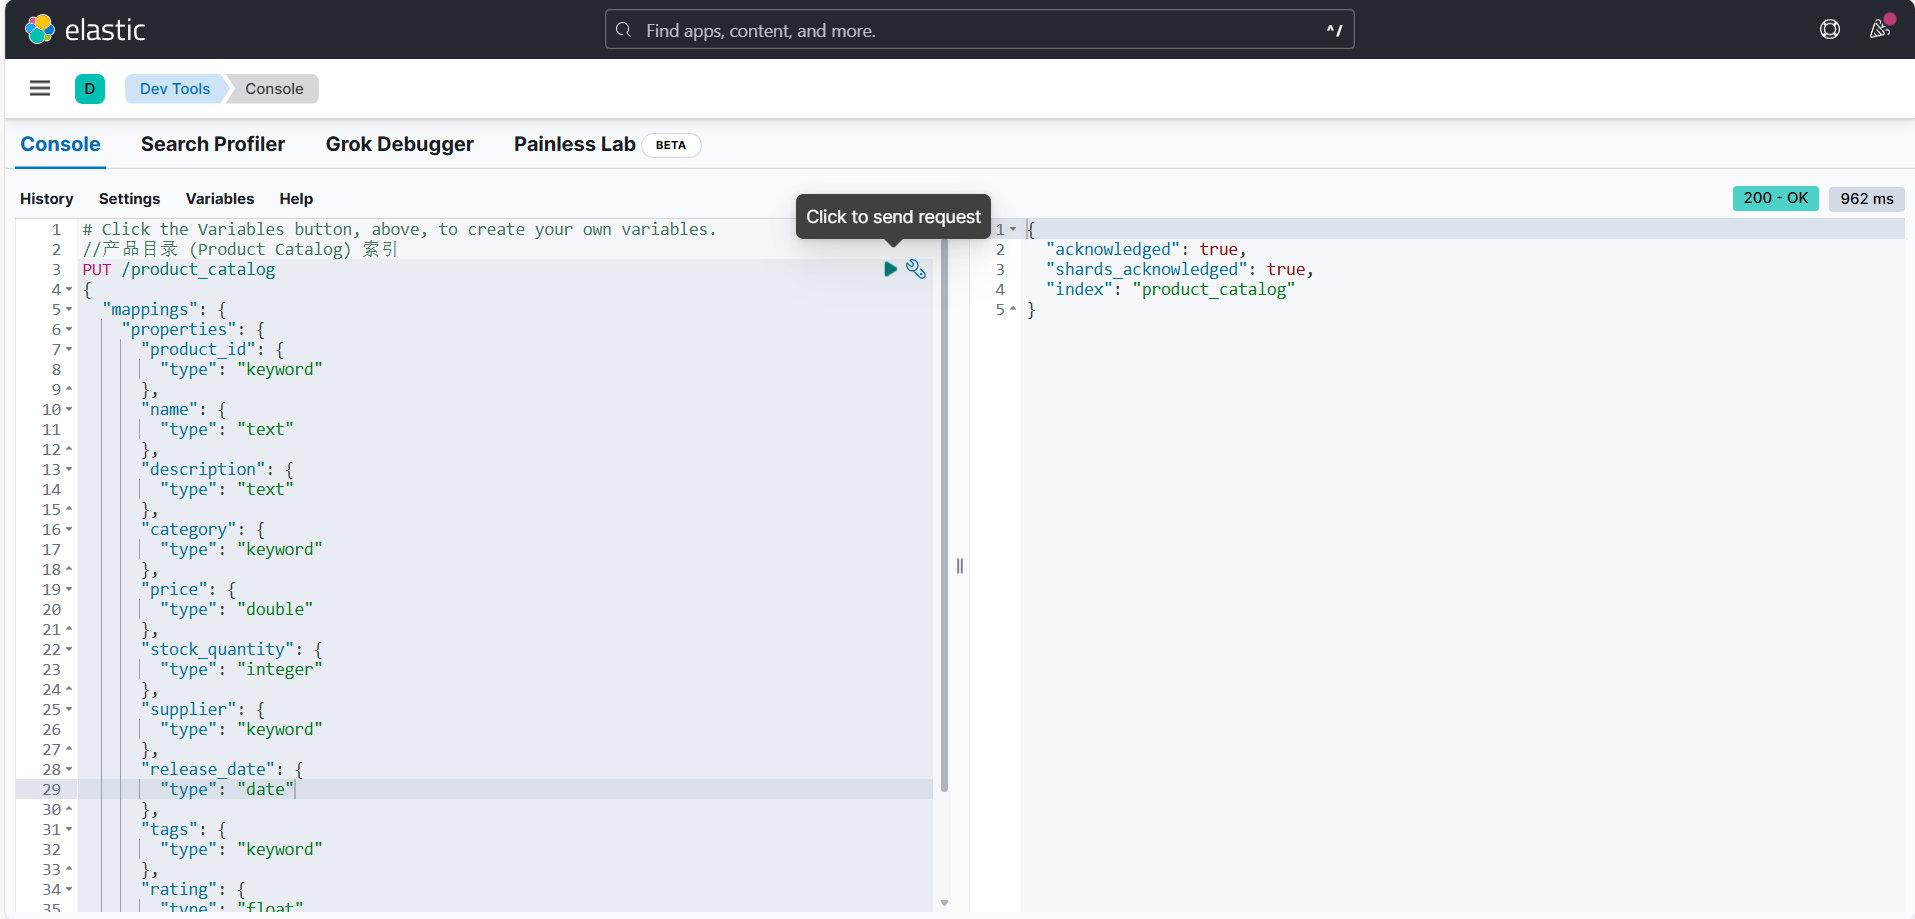 elastic
Find apps, content, and more.
^/
D
Dev Tools
Console
Console
Search Profiler
Grok Debugger
Painless Lab
BETA
History
Settings
Variables
Help
Click to send request
200 - OK
962 ms
1 # Click the Variables button, above, to create your own variables.
2 //产品目录 (Product Catalog) 索引
3 PUT /product_catalog
4 {
5 "mappings": {
6 "properties": {
7 "product_id": {
8 "type": "keyword"
9 },
10 "name": {
11 "type": "text"
12 },
13 "description": {
14 "type": "text"
15 },
16 "category": {
17 "type": "keyword"
18 },
19 "price": {
20 "type": "double"
21 },
22 "stock_quantity": {
23 "type": "integer"
24 },
25 "supplier": {
26 "type": "keyword"
27 },
28 "release_date": {
29 "type": "date"
30 },
31 "tags": {
32 "type": "keyword"
33 },
34 "rating": {
35 "type": "float"
1 {
2 "acknowledged": true,
3 "shards_acknowledged": true,
4 "index": "product_catalog"
5 }